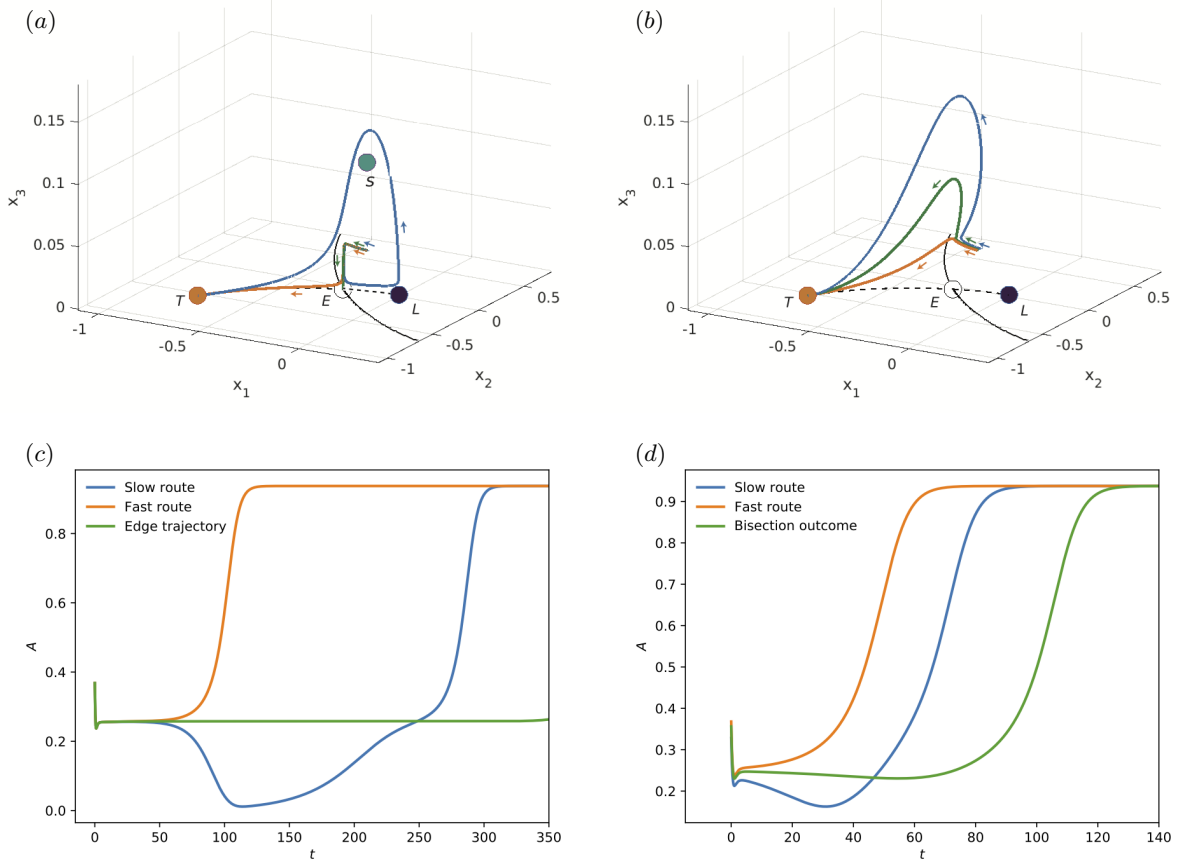 (a)
0.15
0.1
0.05
0
x3
S
T
E
L
-1
-0.5
0
x1
-1
-0.5
0
0.5
x2
(b)
0.15
0.1
0.05
0
x3
T
E
L
-1
-0.5
0
x1
-1
-0.5
0
0.5
x2
(c)
Slow route
Fast route
Edge trajectory
0.8
0.6
0.4
0.2
0.0
A
0 50 100 150 200 250 300 350
t
(d)
Slow route
Fast route
Bisection outcome
0.9
0.8
0.7
0.6
0.5
0.4
0.3
0.2
A
0 20 40 60 80 100 120 140
t